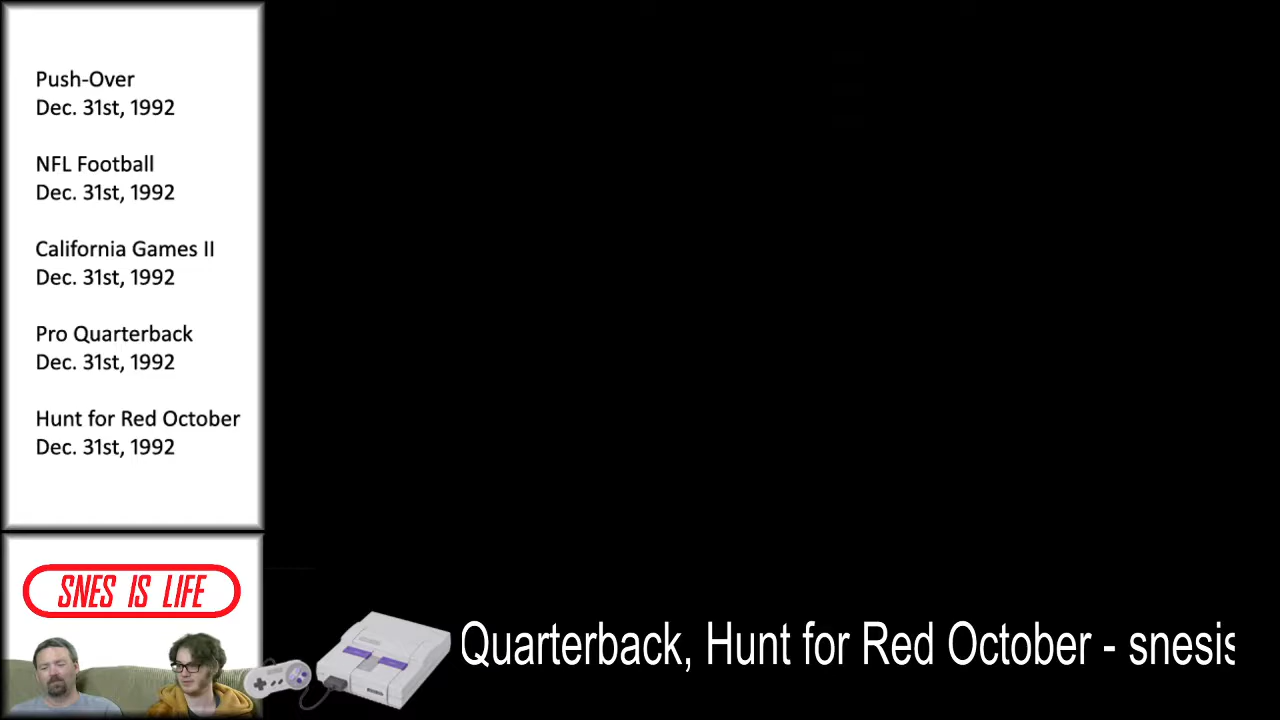 Push-Over
Dec. 31st, 1992
NFL Football
Dec. 31st, 1992
California Games II
Dec. 31st, 1992
Pro Quarterback
Dec. 31st, 1992
Hunt for Red October
Dec. 31st, 1992
SNES IS LIFE
Quarterback, Hunt for Red October - snesis